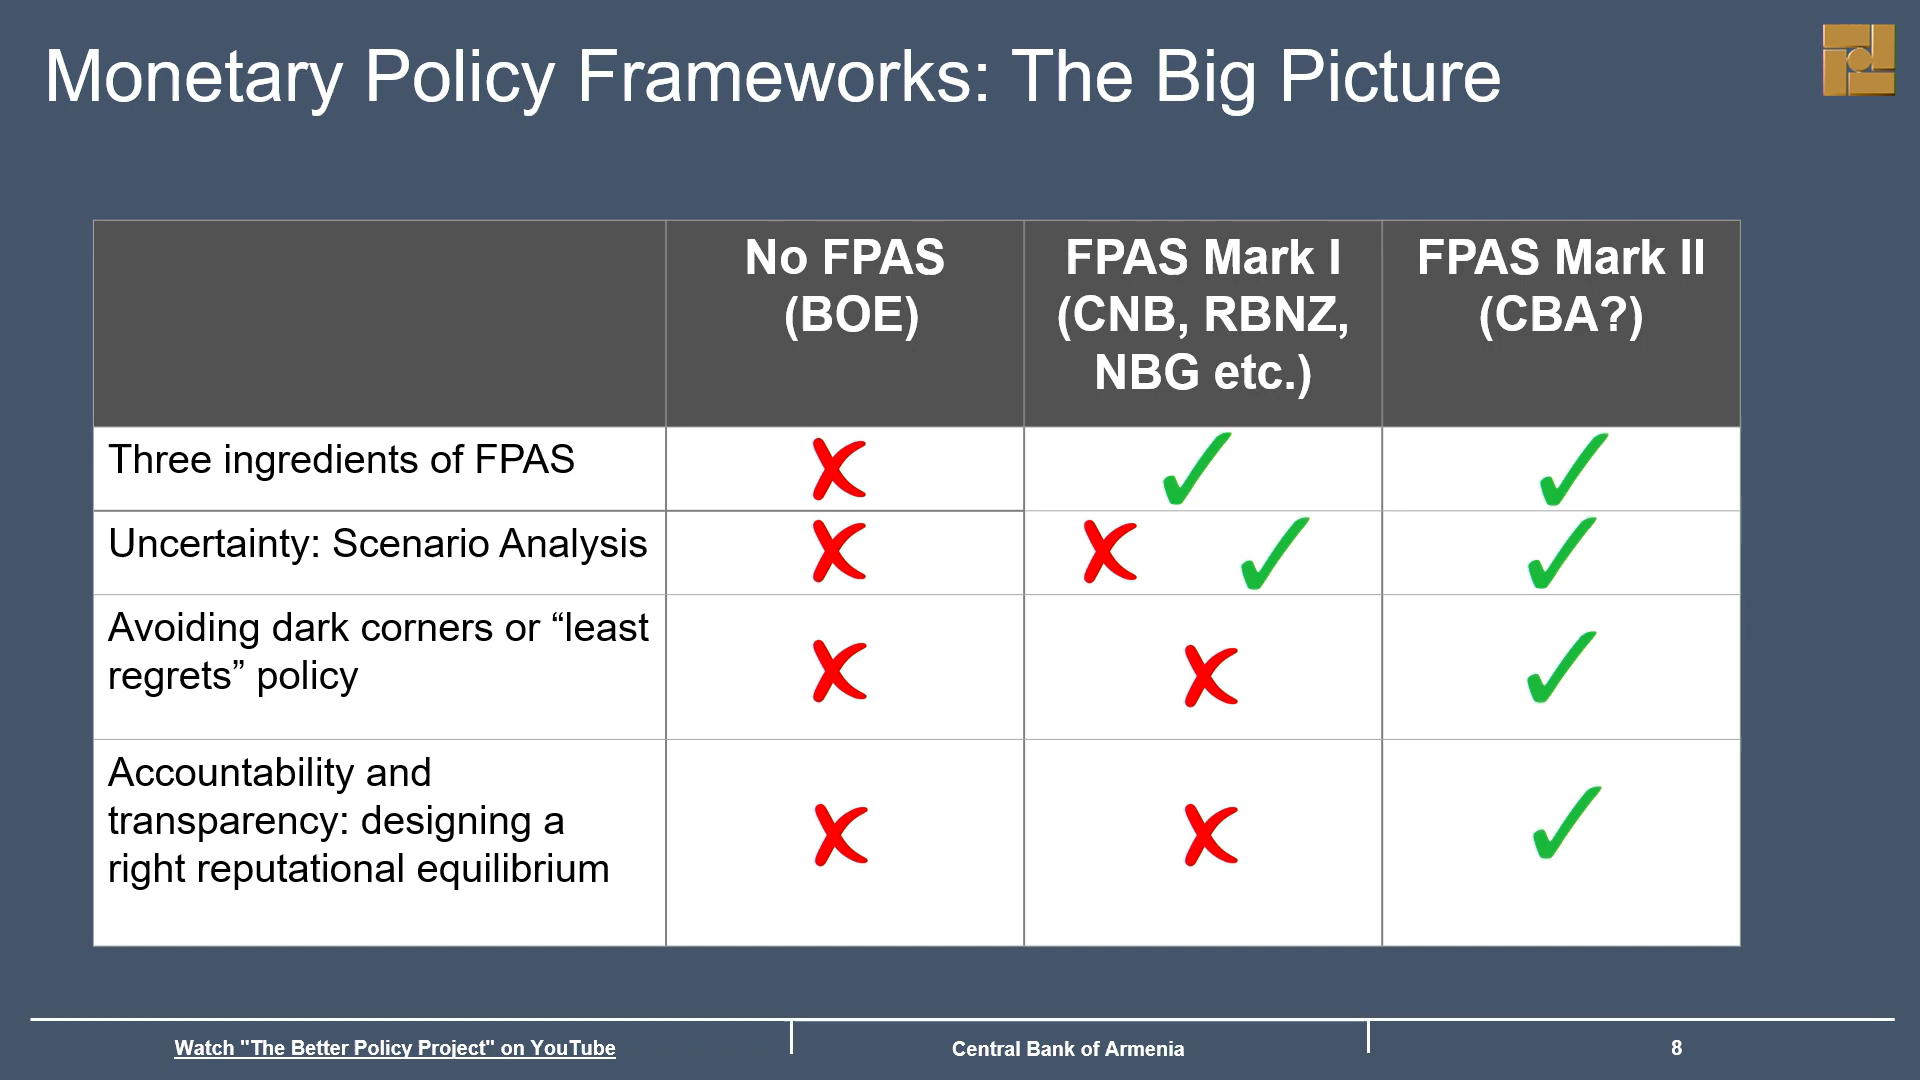 Monetary Policy Frameworks: The Big Picture
No FPAS
(BOE)
FPAS Mark I
(CNB, RBNZ,
NBG etc.)
FPAS Mark II
(CBA?)
Three ingredients of FPAS
Uncertainty: Scenario Analysis
Avoiding dark corners or “least
regrets” policy
Accountability and
transparency: designing a
right reputational equilibrium
Watch "The Better Policy Project" on YouTube
Central Bank of Armenia
8